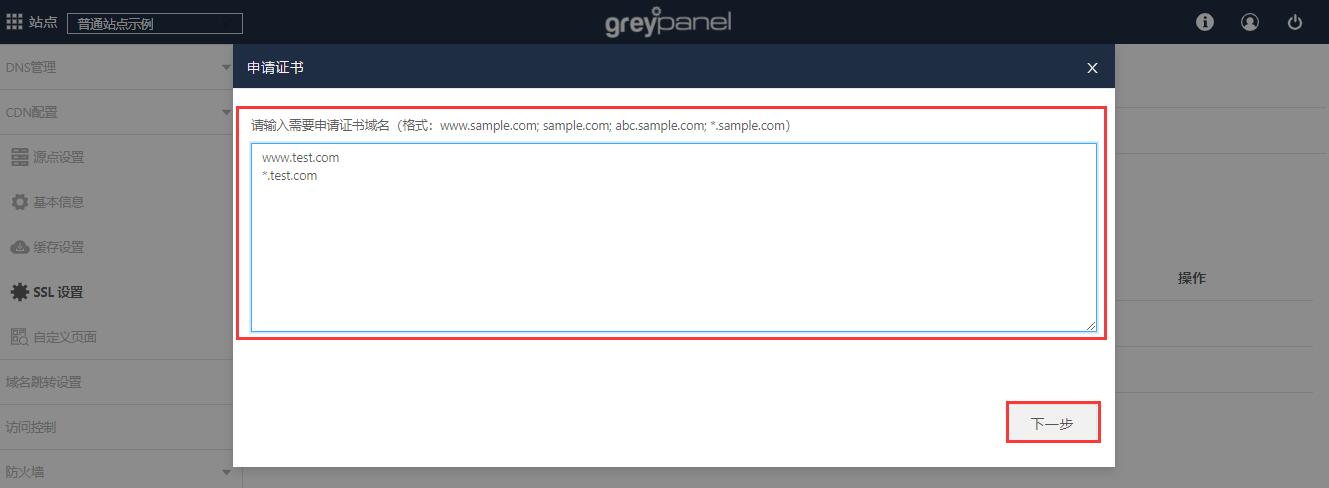 站点 普通站点示例 greypanel
DNS管理
CDN配置
源点设置
基本信息
缓存设置
SSL 设置
自定义页面
域名跳转设置
访问控制
防火墙
申请证书 X
请输入需要申请证书域名（格式：www.sample.com; sample.com; abc.sample.com; *.sample.com）
www.test.com
*.test.com
下一步
操作